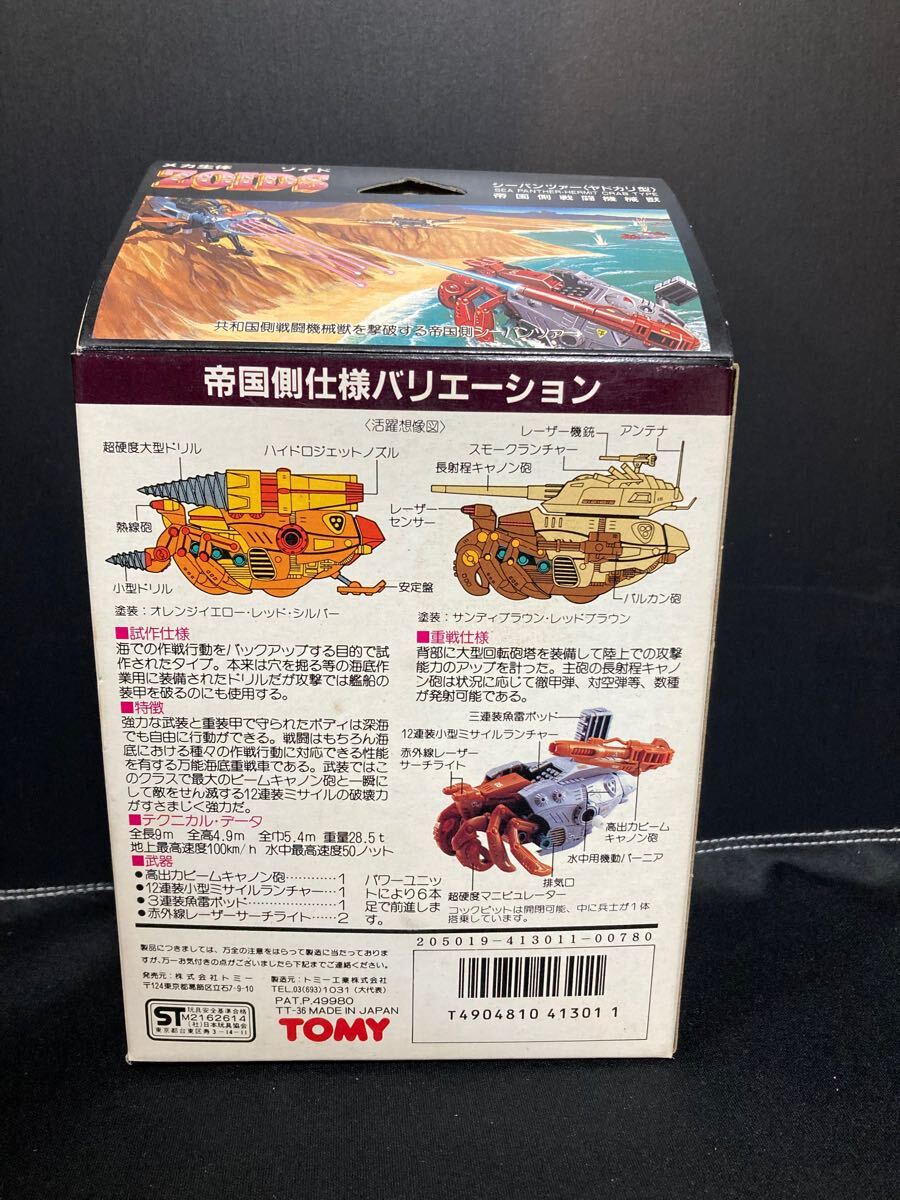 メカ生体 ゾイド
ZOIDS
シーパンツァー〈ヤドカリ型〉
SEA PANTHER-HERMIT CRAB TYPE
帝国側戦闘機械獣
共和国側戦闘機械獣を撃破する帝国側シーパンツァー
帝国側仕様バリエーション
〈活躍想像図〉
超硬度大型ドリル
ハイドロジェットノズル
熱線砲
小型ドリル
安定盤
塗装：オレンジイエロー・レッド・シルバー
レーザー機銃
アンテナ
スモークランチャー
長射程キャノン砲
レーザー
センサー
バルカン砲
塗装：サンディブラウン・レッドブラウン
■試作仕様
海での作戦行動をバックアップする目的で試
作されたタイプ。本来は穴を掘る等の海底作
業用に装備されたドリルだが攻撃では艦船の
装甲を破るのにも使用する。
■特徴
強力な武装と重装甲で守られたボディは深海
でも自由に行動ができる。戦闘はもちろん海
底における種々の作戦行動に対応できる性能
を有する万能海底重戦車である。武装ではこ
のクラスで最大のビームキャノン砲と一瞬に
して敵をせん滅する12連装ミサイルの破壊力
がすさまじく強力だ。
■テクニカル・データ
全長9m 全高4.9m 全巾5.4m 重量28.5t
地上最高速度100km/h 水中最高速度50ノット
■武器
●高出力ビームキャノン砲…………1
●12連装小型ミサイルランチャー…1
●3連装魚雷ポッド…………………1
●赤外線レーザーサーチライト……2
パワーユニッ
トにより6本
足で前進しま
す。
■重戦仕様
背部に大型回転砲塔を装備して陸上での攻撃
能力のアップを計った。主砲の長射程キャノ
ン砲は状況に応じて徹甲弾、対空弾等、数種
が発射可能である。
三連装魚雷ポッド
12連装小型ミサイルランチャー
赤外線レーザー
サーチライト
高出力ビーム
キャノン砲
水中用機動バーニア
排気口
超硬度マニピュレーター
コックピットは開閉可能、中に兵士が1体
搭乗しています。
205019-413011-00780
製品につきましては、万全の注意をはらって製造に当たっておりま
すが、万一お気付きの点がございましたら下記までご連絡ください。
発売元：株式会社トミー
〒124東京都葛飾区立石7-9-10
製造元：トミー工業株式会社
TEL.03(693)1031(大代表)
PAT.P.49980
TT-36 MADE IN JAPAN
TOMY
ST
玩具安全基準合格
M2162614
(社)日本玩具協会
東京都台東区寿3-14-11
T4904810 41301 1